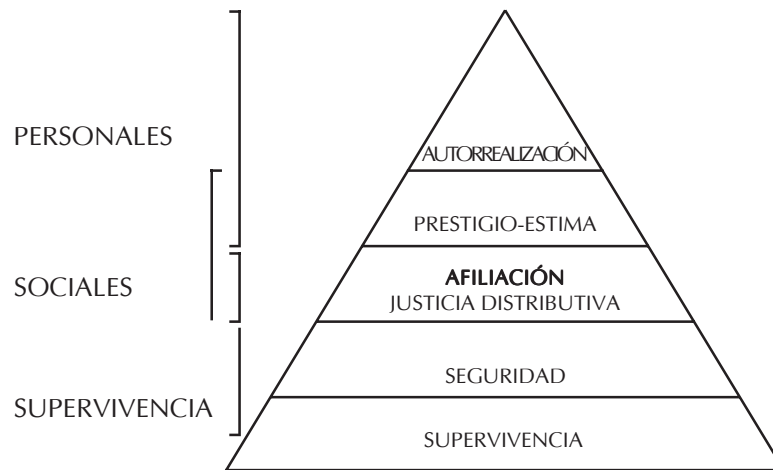 PERSONALES
AUTORREALIZACIÓN
PRESTIGIO-ESTIMA
SOCIALES
AFILIACIÓN
JUSTICIA DISTRIBUTIVA
SEGURIDAD
SUPERVIVENCIA
SUPERVIVENCIA